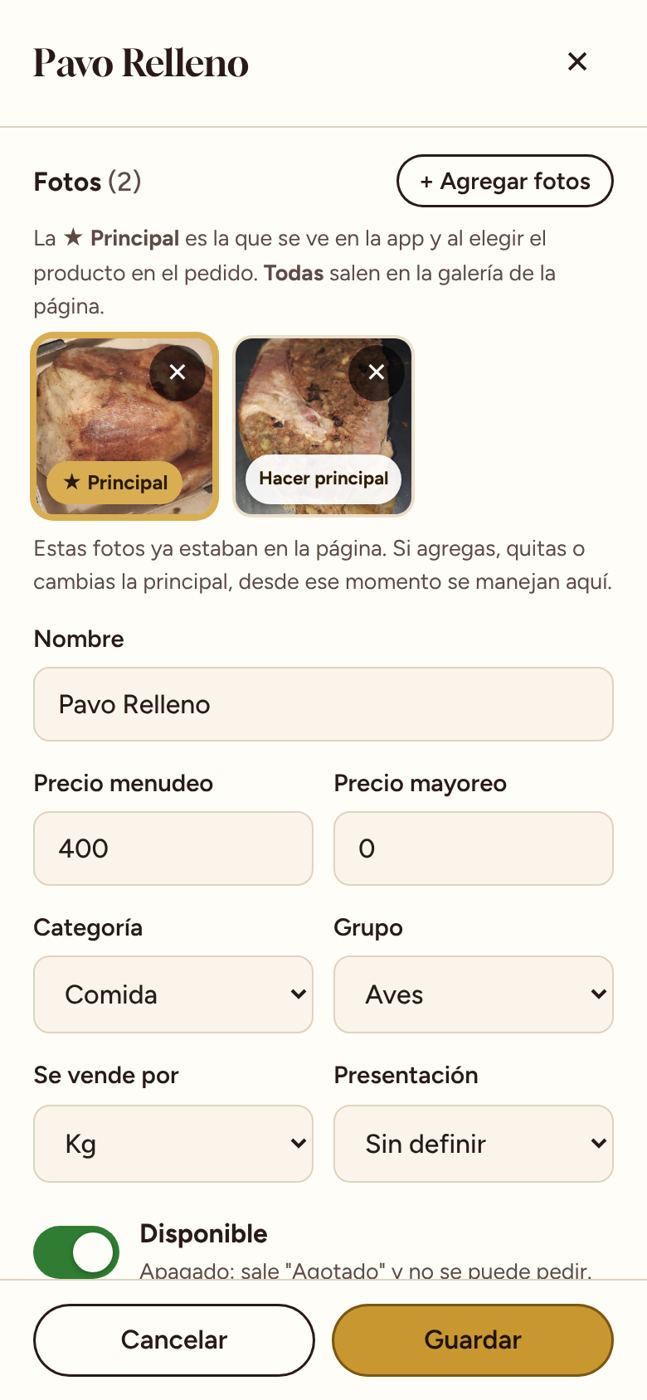 Pavo Relleno ✕
Fotos (2)
+ Agregar fotos
La ★ Principal es la que se ve en la app y al elegir el
producto en el pedido. Todas salen en la galería de la
página.
★ Principal
Hacer principal
Estas fotos ya estaban en la página. Si agregas, quitas o
cambias la principal, desde ese momento se manejan aquí.
Nombre
Pavo Relleno
Precio menudeo
Precio mayoreo
400
0
Categoría
Grupo
Comida
Aves
Se vende por
Presentación
Kg
Sin definir
Disponible
Apagado: sale "Agotado" y no se puede pedir.
Cancelar
Guardar